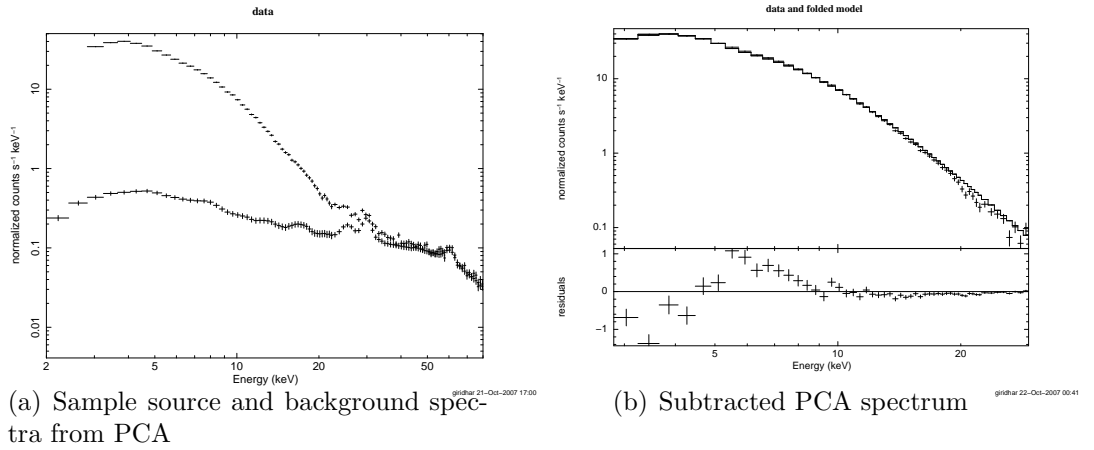 data
10
1
0.1
0.01
normalized counts s⁻¹ keV⁻¹
2
5
10
20
50
Energy (keV)
giridhar 21−Oct−2007 17:00
(a) Sample source and background spec-
tra from PCA
data and folded model
10
1
0.1
normalized counts s⁻¹ keV⁻¹
1
0
−1
residuals
5
10
20
Energy (keV)
giridhar 22−Oct−2007 00:41
(b) Subtracted PCA spectrum